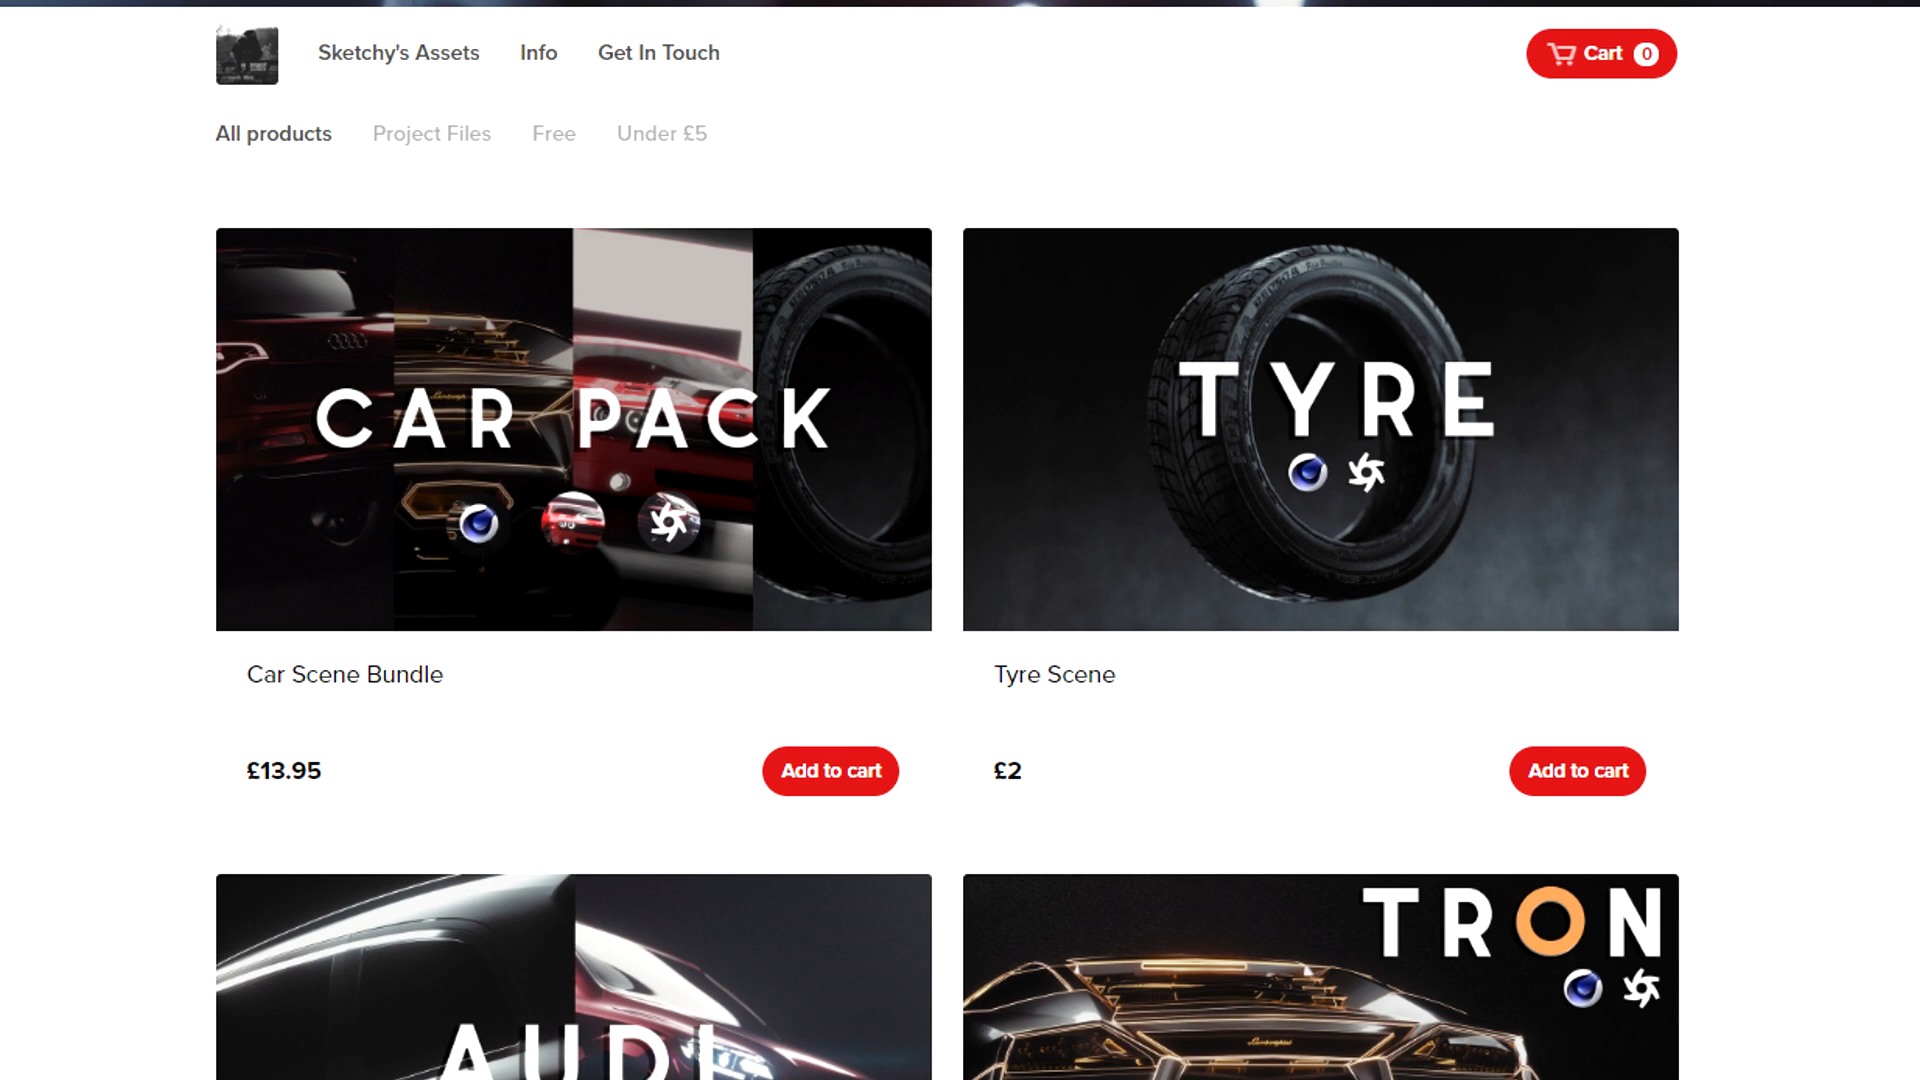 Sketchy's Assets Info Get In Touch
Cart 0
All products Project Files Free Under £5
CAR PACK
TYRE
Car Scene Bundle
Tyre Scene
£13.95 Add to cart
£2 Add to cart
AUDI
TRON
Lamborghini